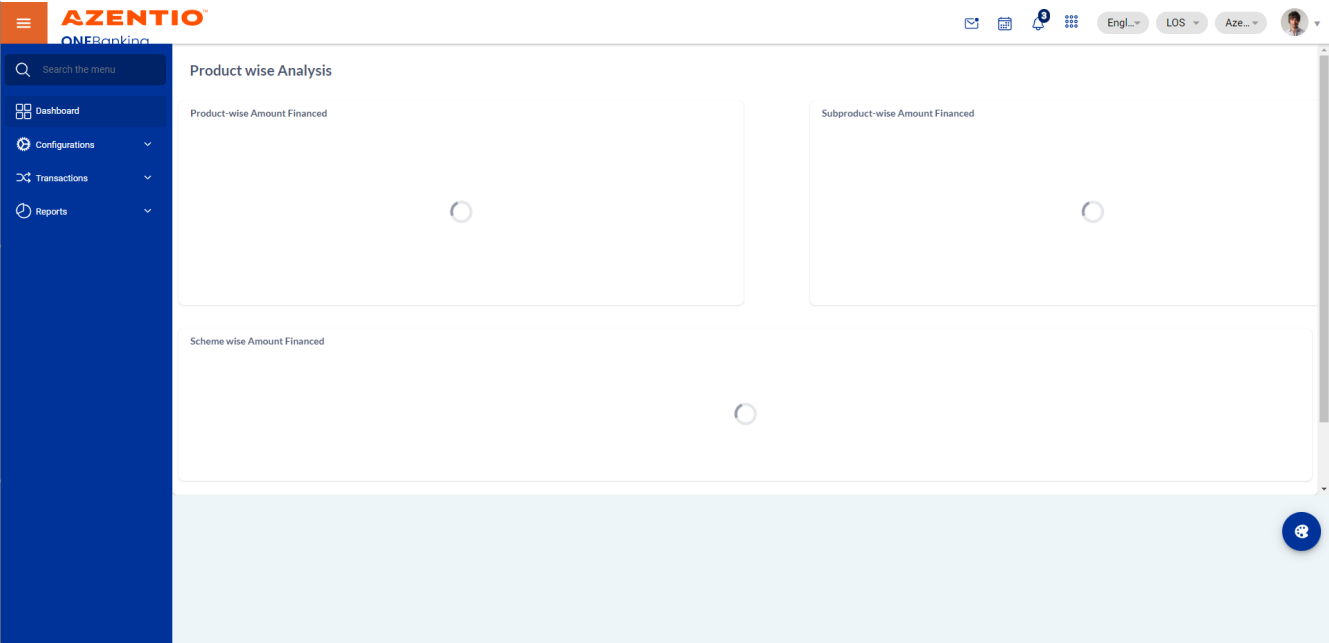 AZENTIO™
ONEBanking
3
Engl...
LOS
Aze...
Search the menu
Dashboard
Configurations
Transactions
Reports
Product wise Analysis
Product-wise Amount Financed
Subproduct-wise Amount Financed
Scheme wise Amount Financed